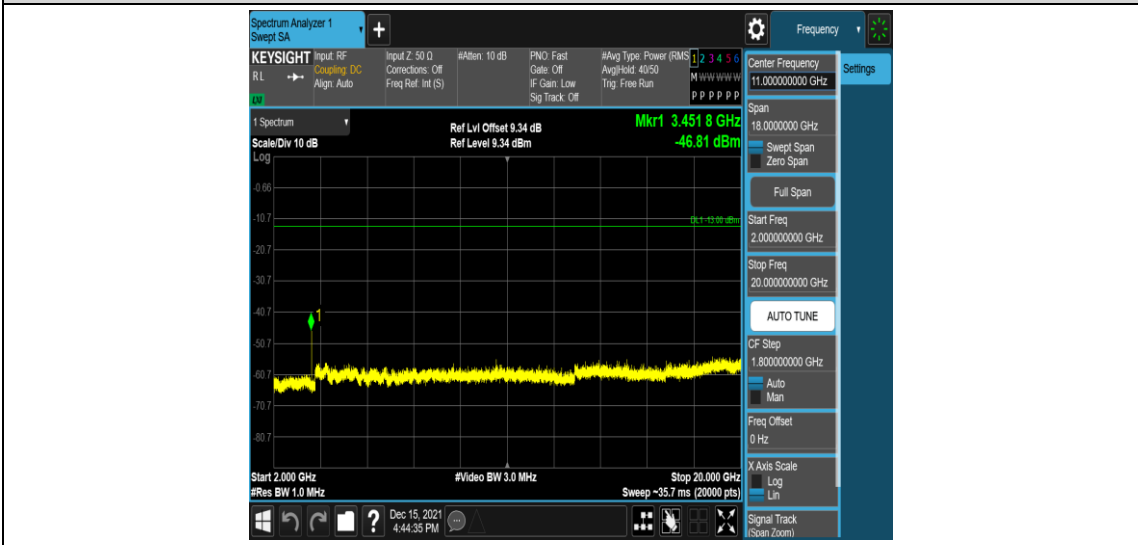 Spectrum Analyzer 1
Swept SA
+
Frequency
KEYSIGHT
RL
LXI
Input: RF
Coupling: DC
Align: Auto
Input Z: 50 Ω
Corrections: Off
Freq Ref: Int (S)
#Atten: 10 dB
PNO: Fast
Gate: Off
IF Gain: Low
Sig Track: Off
#Avg Type: Power (RMS
Avg|Hold: 40/50
Trig: Free Run
1 2 3 4 5 6
M W W W W W
P P P P P P
1 Spectrum
Scale/Div 10 dB
Log
Ref Lvl Offset 9.34 dB
Ref Level 9.34 dBm
Mkr1 3.451 8 GHz
-46.81 dBm
-0.66
-10.7
DL1 -13.00 dBm
-20.7
-30.7
-40.7
1
-50.7
-60.7
-70.7
-80.7
Start 2.000 GHz
#Res BW 1.0 MHz
#Video BW 3.0 MHz
Stop 20.000 GHz
Sweep ~35.7 ms (20000 pts)
?
Dec 15, 2021
4:44:35 PM
Center Frequency
11.000000000 GHz
Settings
Span
18.0000000 GHz
Swept Span
Zero Span
Full Span
Start Freq
2.000000000 GHz
Stop Freq
20.000000000 GHz
AUTO TUNE
CF Step
1.800000000 GHz
Auto
Man
Freq Offset
0 Hz
X Axis Scale
Log
Lin
Signal Track
(Span Zoom)